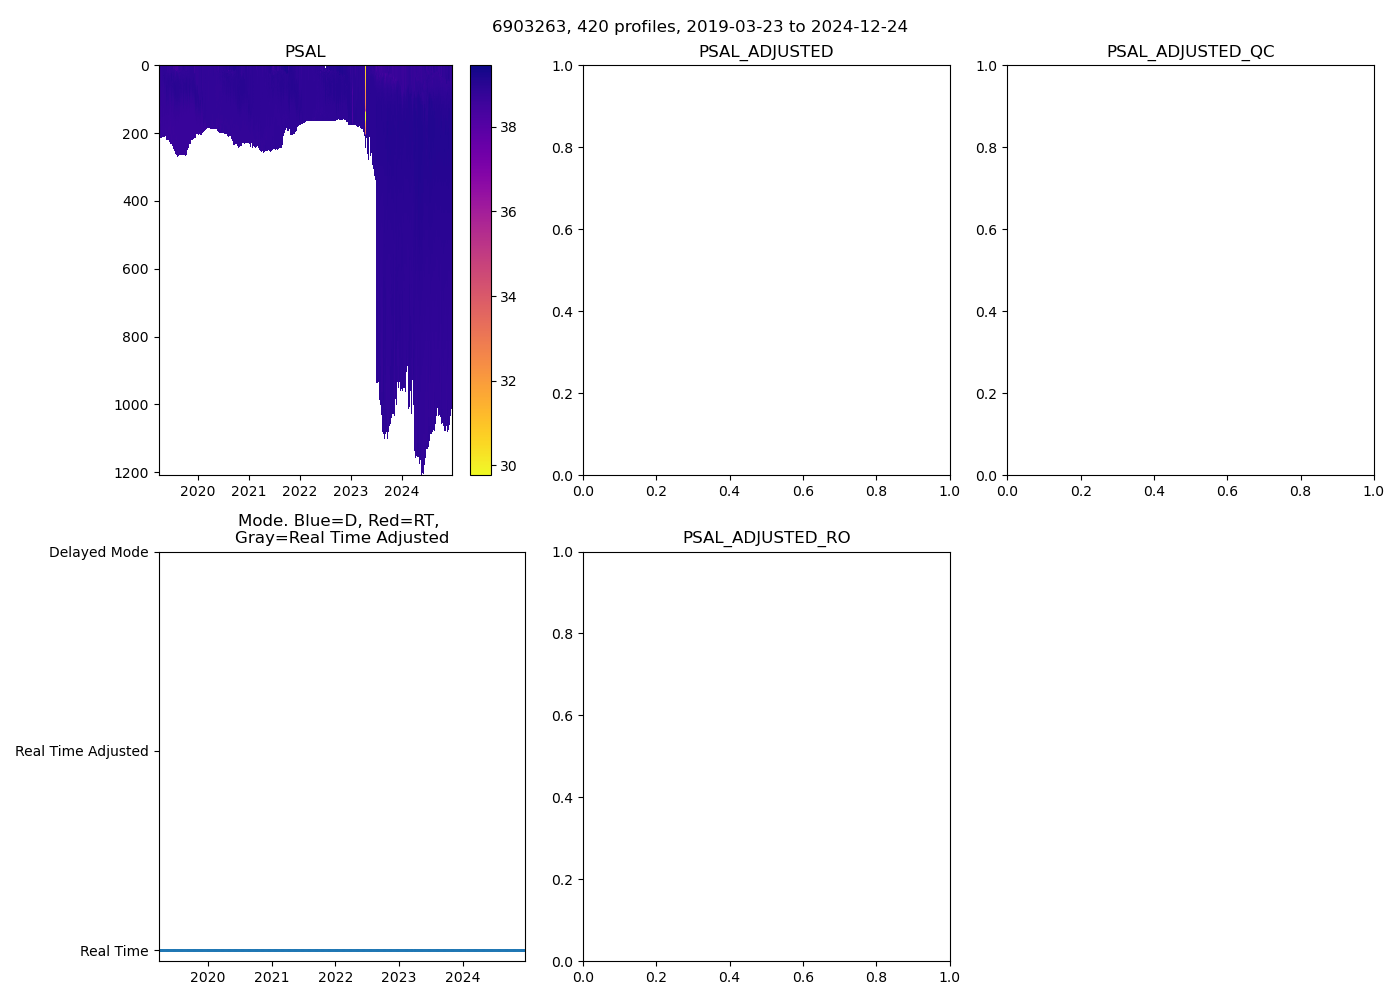 6903263, 420 profiles, 2019-03-23 to 2024-12-24
PSAL
0
200
400
600
800
1000
1200
2020 2021 2022 2023 2024
38
36
34
32
30
PSAL_ADJUSTED
1.0
0.8
0.6
0.4
0.2
0.0
0.0 0.2 0.4 0.6 0.8 1.0
PSAL_ADJUSTED_QC
1.0
0.8
0.6
0.4
0.2
0.0
0.0 0.2 0.4 0.6 0.8 1.0
Mode. Blue=D, Red=RT,
Gray=Real Time Adjusted
Delayed Mode
Real Time Adjusted
Real Time
2020 2021 2022 2023 2024
PSAL_ADJUSTED_RO
1.0
0.8
0.6
0.4
0.2
0.0
0.0 0.2 0.4 0.6 0.8 1.0